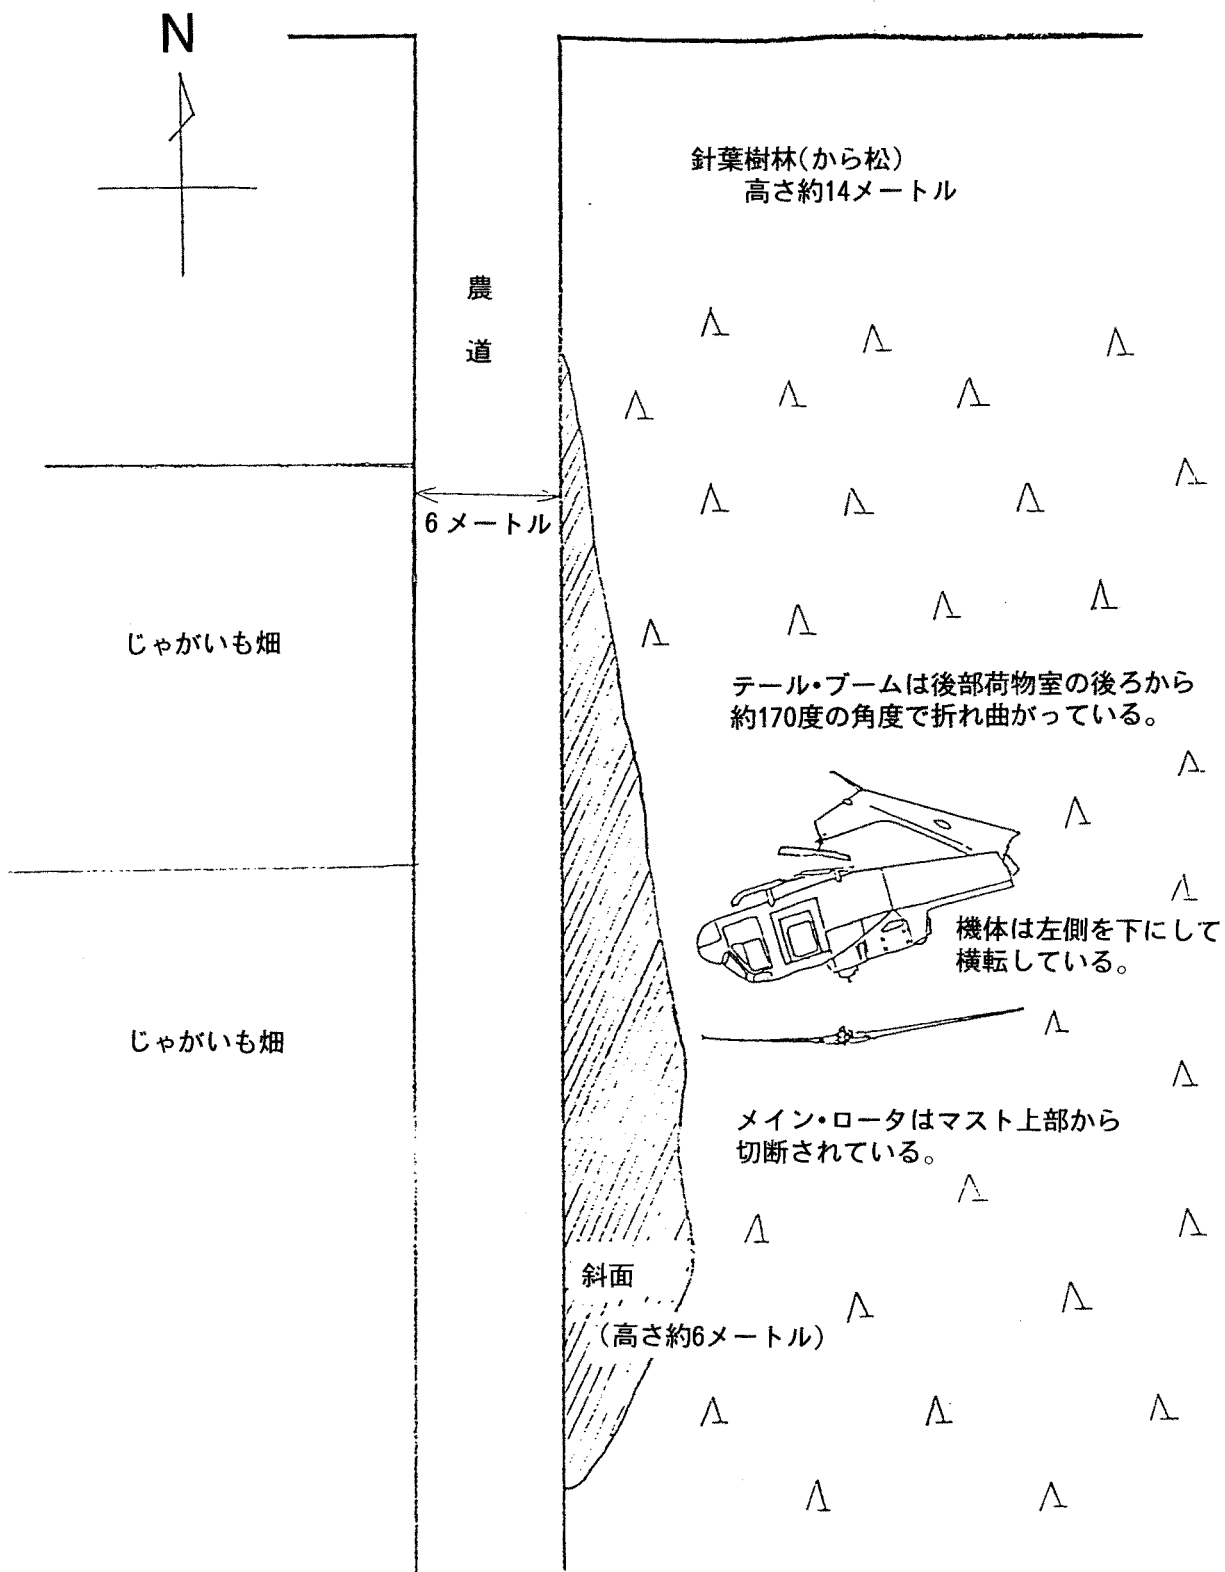 N
針葉樹林(から松)
高さ約14メートル
農
道
6メートル
じゃがいも畑
テール・ブームは後部荷物室の後ろから
約170度の角度で折れ曲がっている。
機体は左側を下にして
横転している。
じゃがいも畑
メイン・ロータはマスト上部から
切断されている。
斜面
(高さ約6メートル)